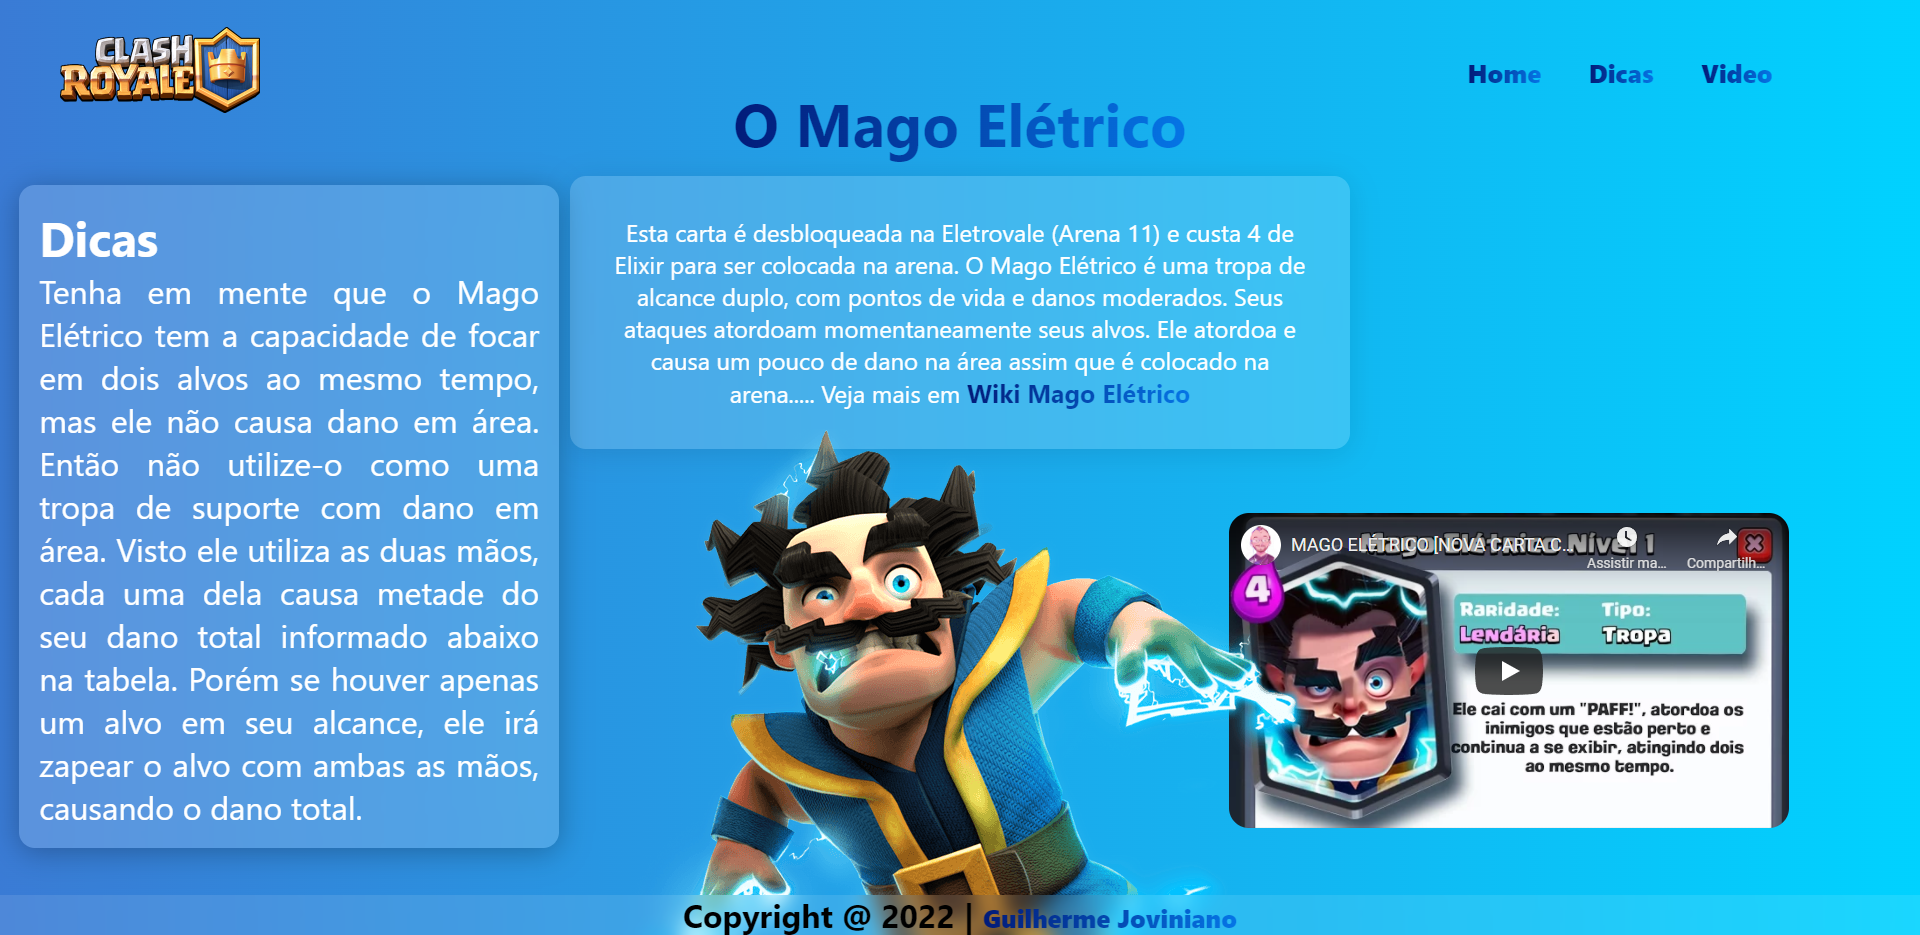 CLASH
ROYALE
Home Dicas Video
O Mago Elétrico
Dicas
Tenha em mente que o Mago
Elétrico tem a capacidade de focar
em dois alvos ao mesmo tempo,
mas ele não causa dano em área.
Então não utilize-o como uma
tropa de suporte com dano em
área. Visto ele utiliza as duas mãos,
cada uma dela causa metade do
seu dano total informado abaixo
na tabela. Porém se houver apenas
um alvo em seu alcance, ele irá
zapear o alvo com ambas as mãos,
causando o dano total.
Esta carta é desbloqueada na Eletrovale (Arena 11) e custa 4 de
Elixir para ser colocada na arena. O Mago Elétrico é uma tropa de
alcance duplo, com pontos de vida e danos moderados. Seus
ataques atordoam momentaneamente seus alvos. Ele atordoa e
causa um pouco de dano na área assim que é colocado na
arena..... Veja mais em Wiki Mago Elétrico
MAGO ELÉTRICO [NOVA CARTA C...
Mago Elétrico Nível 1
Assistir ma... Compartilh...
4
Raridade: Tipo:
Lendária Tropa
Ele cai com um "PAFF!", atordoa os
inimigos que estão perto e
continua a se exibir, atingindo dois
ao mesmo tempo.
Copyright @ 2022 | Guilherme Joviniano